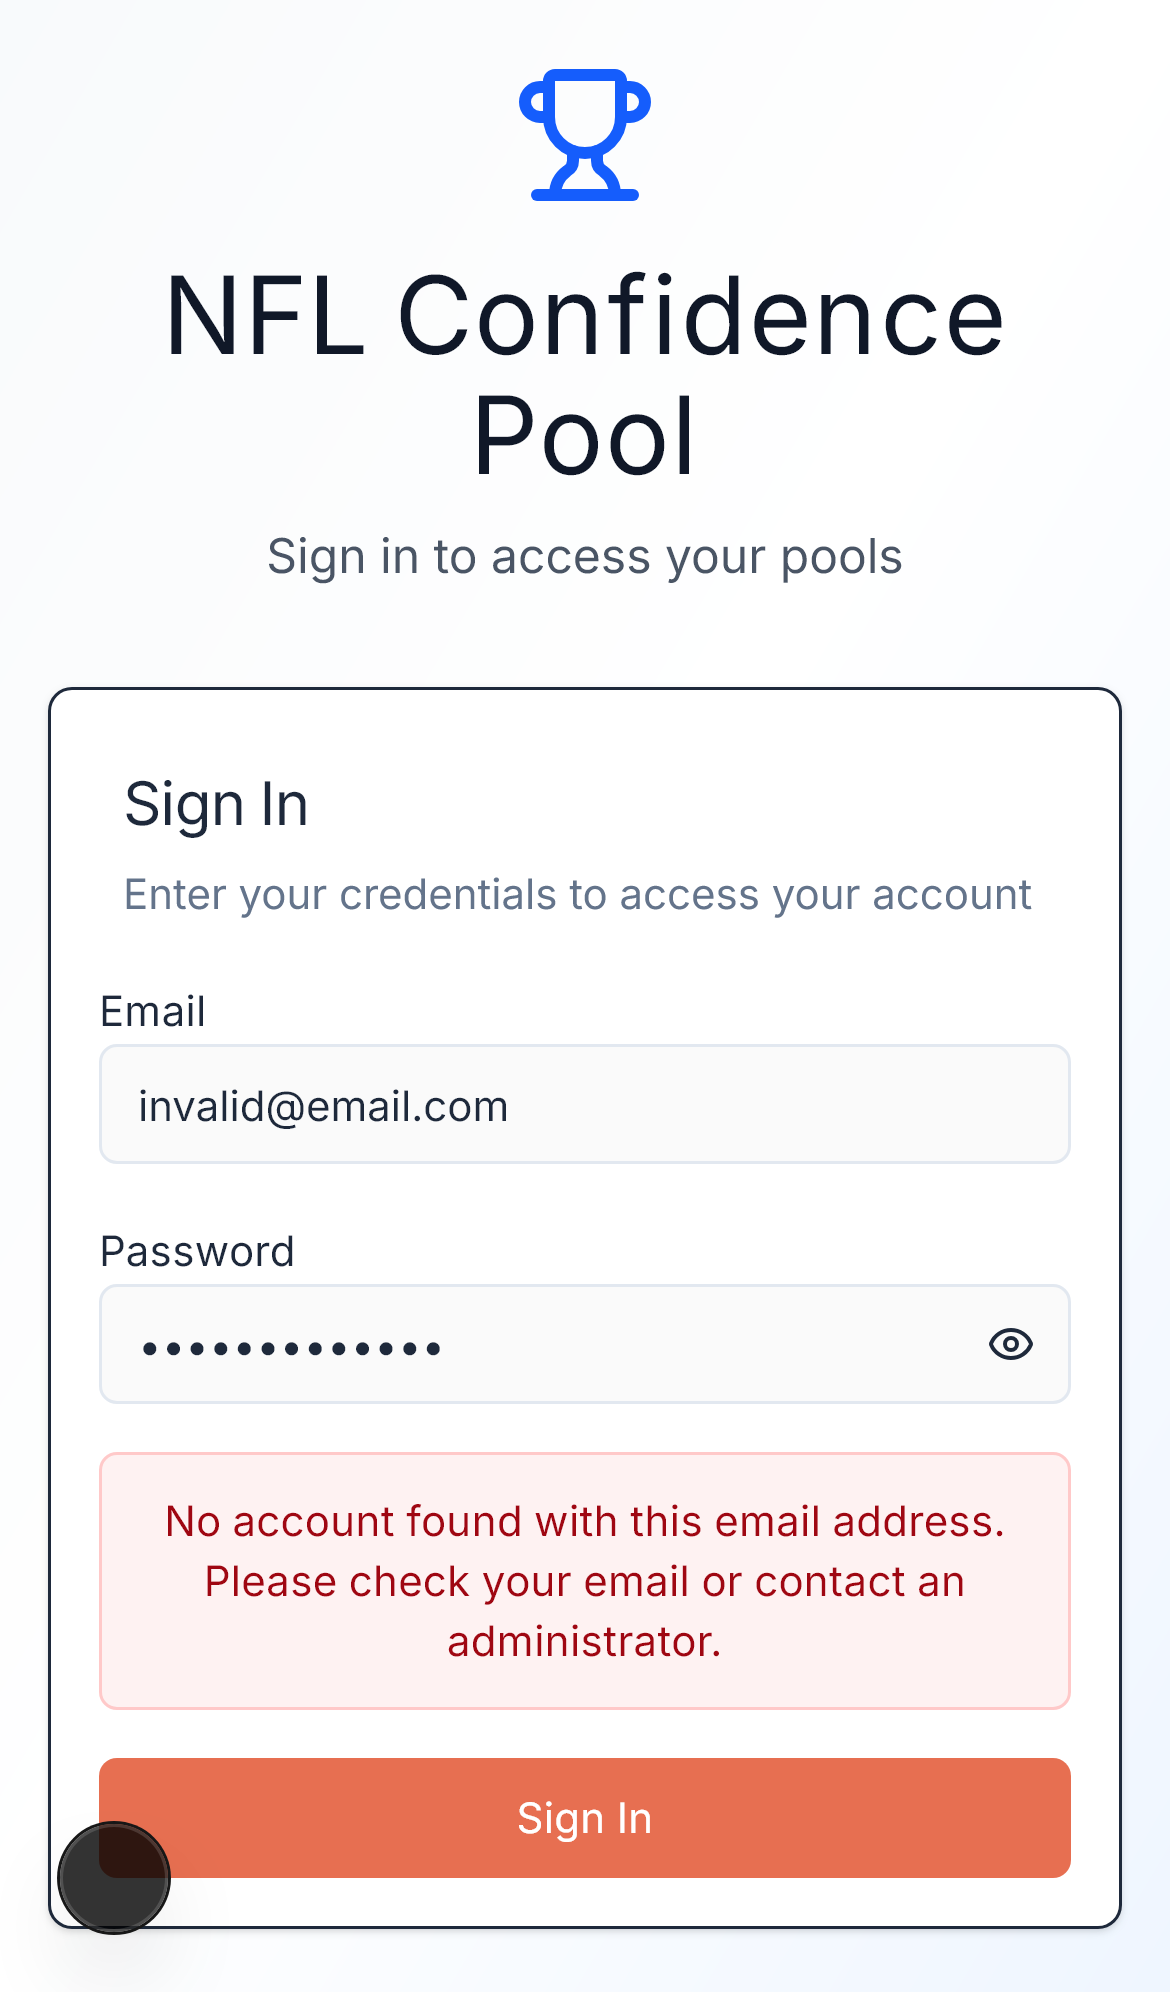 NFL Confidence
Pool
Sign in to access your pools
Sign In
Enter your credentials to access your account
Email
invalid@email.com
Password
•••••••••••••
No account found with this email address.
Please check your email or contact an
administrator.
Sign In